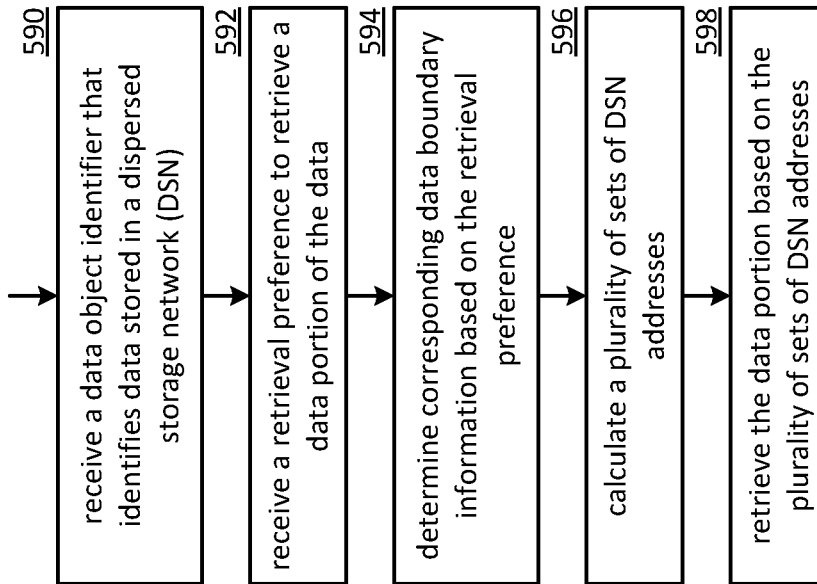 590
receive a data object identifier that
identifies data stored in a dispersed
storage network (DSN)
592
receive a retrieval preference to retrieve a
data portion of the data
594
determine corresponding data boundary
information based on the retrieval
preference
596
calculate a plurality of sets of DSN
addresses
598
retrieve the data portion based on the
plurality of sets of DSN addresses